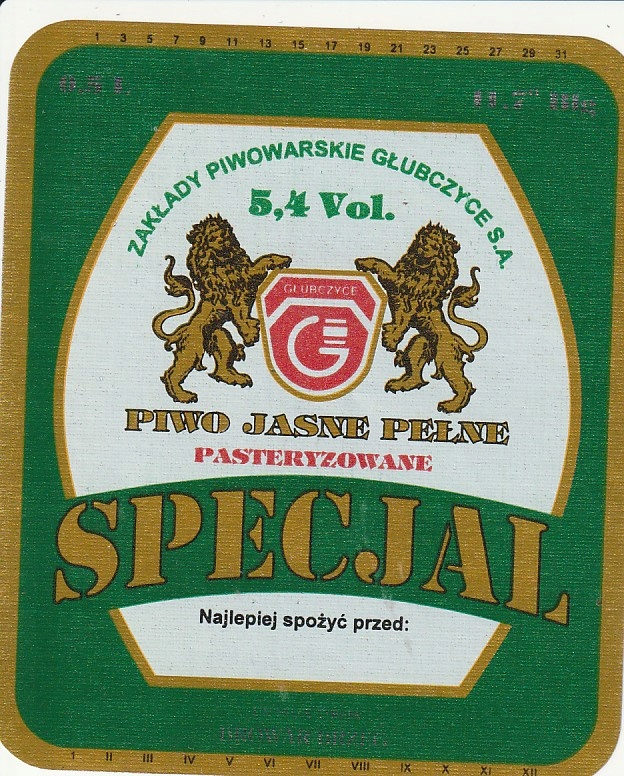 1 3 5 7 9 11 13 15 17 19 21 23 25 27 29 31
0.5 L
11.7° Blg
ZAKŁADY PIWOWARSKIE GŁUBCZYCE S.A.
5,4 Vol.
GŁUBCZYCE
G
PIWO JASNE PEŁNE
PASTERYZOWANE
SPECJAL
Najlepiej spożyć przed:
I II III IV V VI VII VIII IX X XI XII